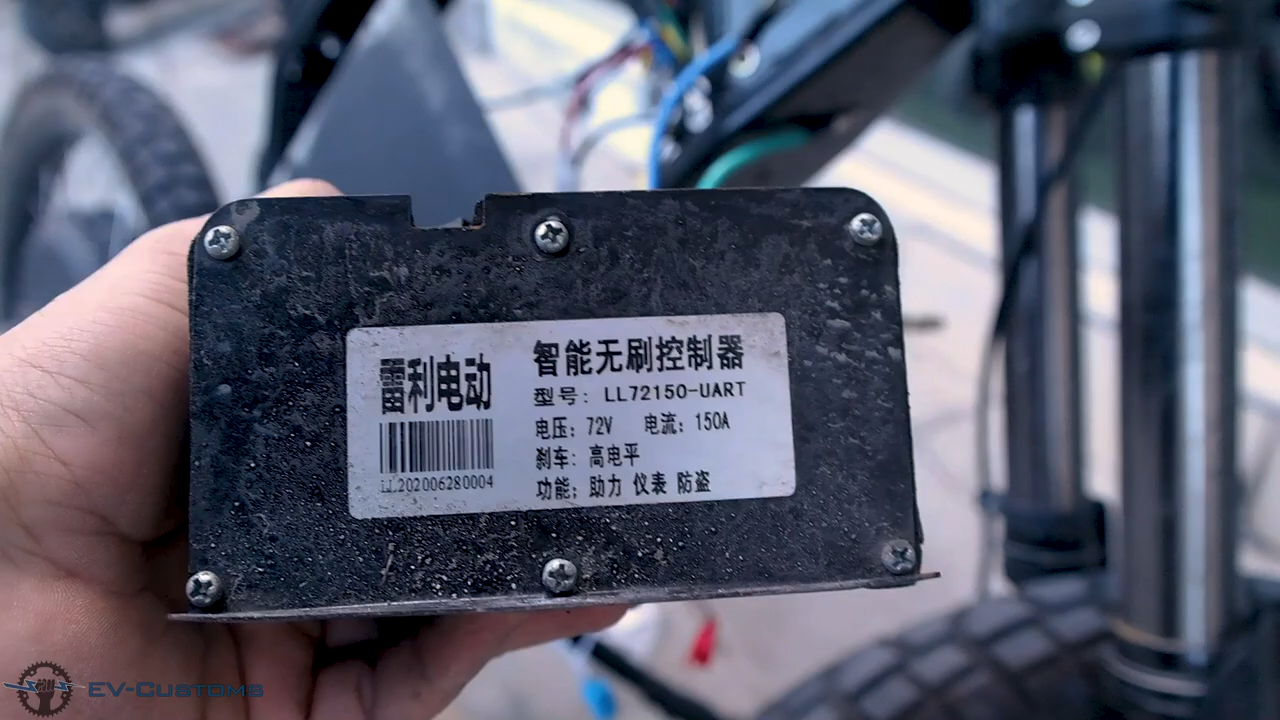 雷利电动
LL202006280004
智能无刷控制器
型号: LL72150-UART
电压: 72V 电流: 150A
刹车: 高电平
功能: 助力 仪表 防盗
EV-CUSTOMS